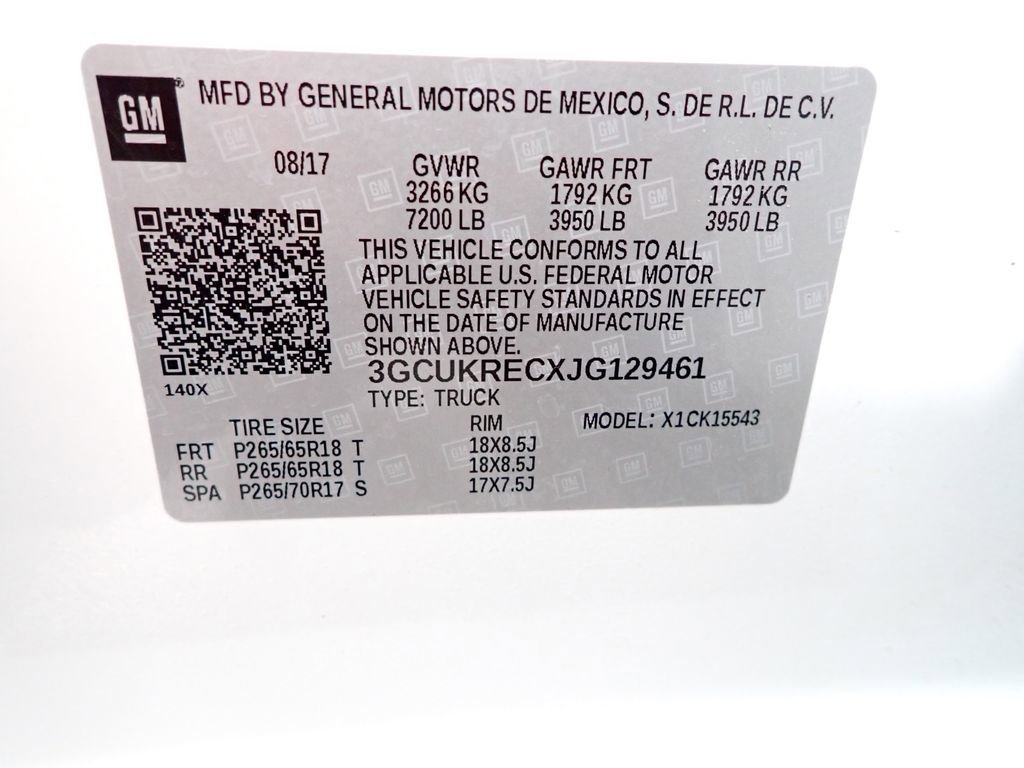 GM
MFD BY GENERAL MOTORS DE MEXICO, S. DE R.L. DE C.V.
08/17 GVWR GAWR FRT GAWR RR
3266 KG 1792 KG 1792 KG
7200 LB 3950 LB 3950 LB
THIS VEHICLE CONFORMS TO ALL
APPLICABLE U.S. FEDERAL MOTOR
VEHICLE SAFETY STANDARDS IN EFFECT
ON THE DATE OF MANUFACTURE
SHOWN ABOVE.
3GCUKRECXJG129461
140X
TYPE: TRUCK
TIRE SIZE RIM MODEL: X1CK15543
FRT P265/65R18 T 18X8.5J
RR P265/65R18 T 18X8.5J
SPA P265/70R17 S 17X7.5J